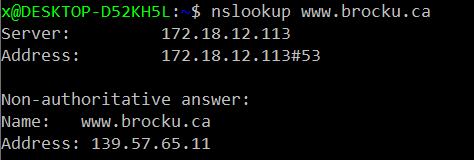 x@DESKTOP-D52KH5L:~$ nslookup www.brocku.ca
Server:         172.18.12.113
Address:        172.18.12.113#53

Non-authoritative answer:
Name:   www.brocku.ca
Address: 139.57.65.11